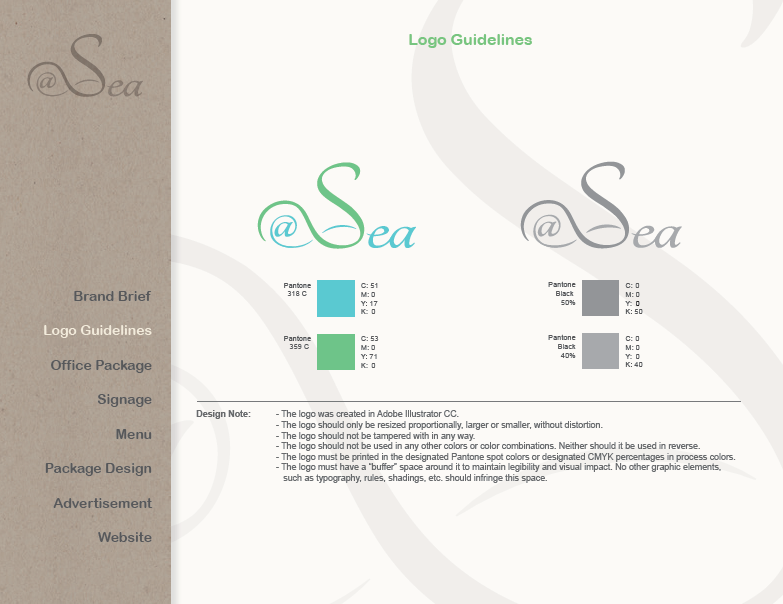 @Sea
Logo Guidelines
@Sea
@Sea
Pantone
318 C
C: 51
M: 0
Y: 17
K: 0
Pantone
359 C
C: 53
M: 0
Y: 71
K: 0
Pantone
Black
50%
C: 0
M: 0
Y: 0
K: 50
Pantone
Black
40%
C: 0
M: 0
Y: 0
K: 40
Brand Brief
Logo Guidelines
Office Package
Signage
Menu
Package Design
Advertisement
Website
Design Note: - The logo was created in Adobe Illustrator CC.
- The logo should only be resized proportionally, larger or smaller, without distortion.
- The logo should not be tampered with in any way.
- The logo should not be used in any other colors or color combinations. Neither should it be used in reverse.
- The logo must be printed in the designated Pantone spot colors or designated CMYK percentages in process colors.
- The logo must have a “buffer” space around it to maintain legibility and visual impact. No other graphic elements,
such as typography, rules, shadings, etc. should infringe this space.